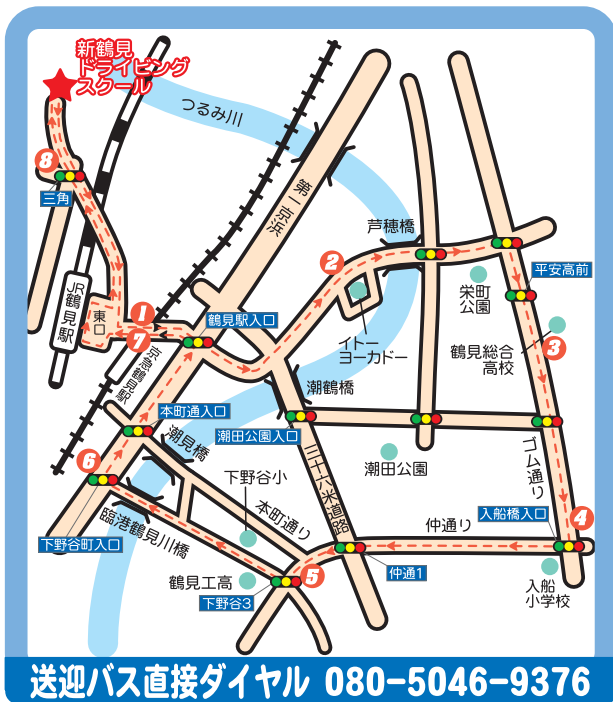 新鶴見
ドライビング
スクール
つるみ川
第一京浜
芦穂橋
8
三角
2
平安高前
栄町
公園
JR鶴見駅
東口
1
7
鶴見駅入口
イトー
ヨーカドー
鶴見総合
高校
3
京急鶴見駅
潮鶴橋
本町通入口
潮田公園入口
潮見橋
三十六米道路
潮田公園
ゴム通り
6
下野谷小
本町通り
入船橋入口
4
仲通り
臨港鶴見川橋
下野谷町入口
鶴見工高
5
仲通1
下野谷3
入船
小学校
送迎バス直接ダイヤル 080-5046-9376